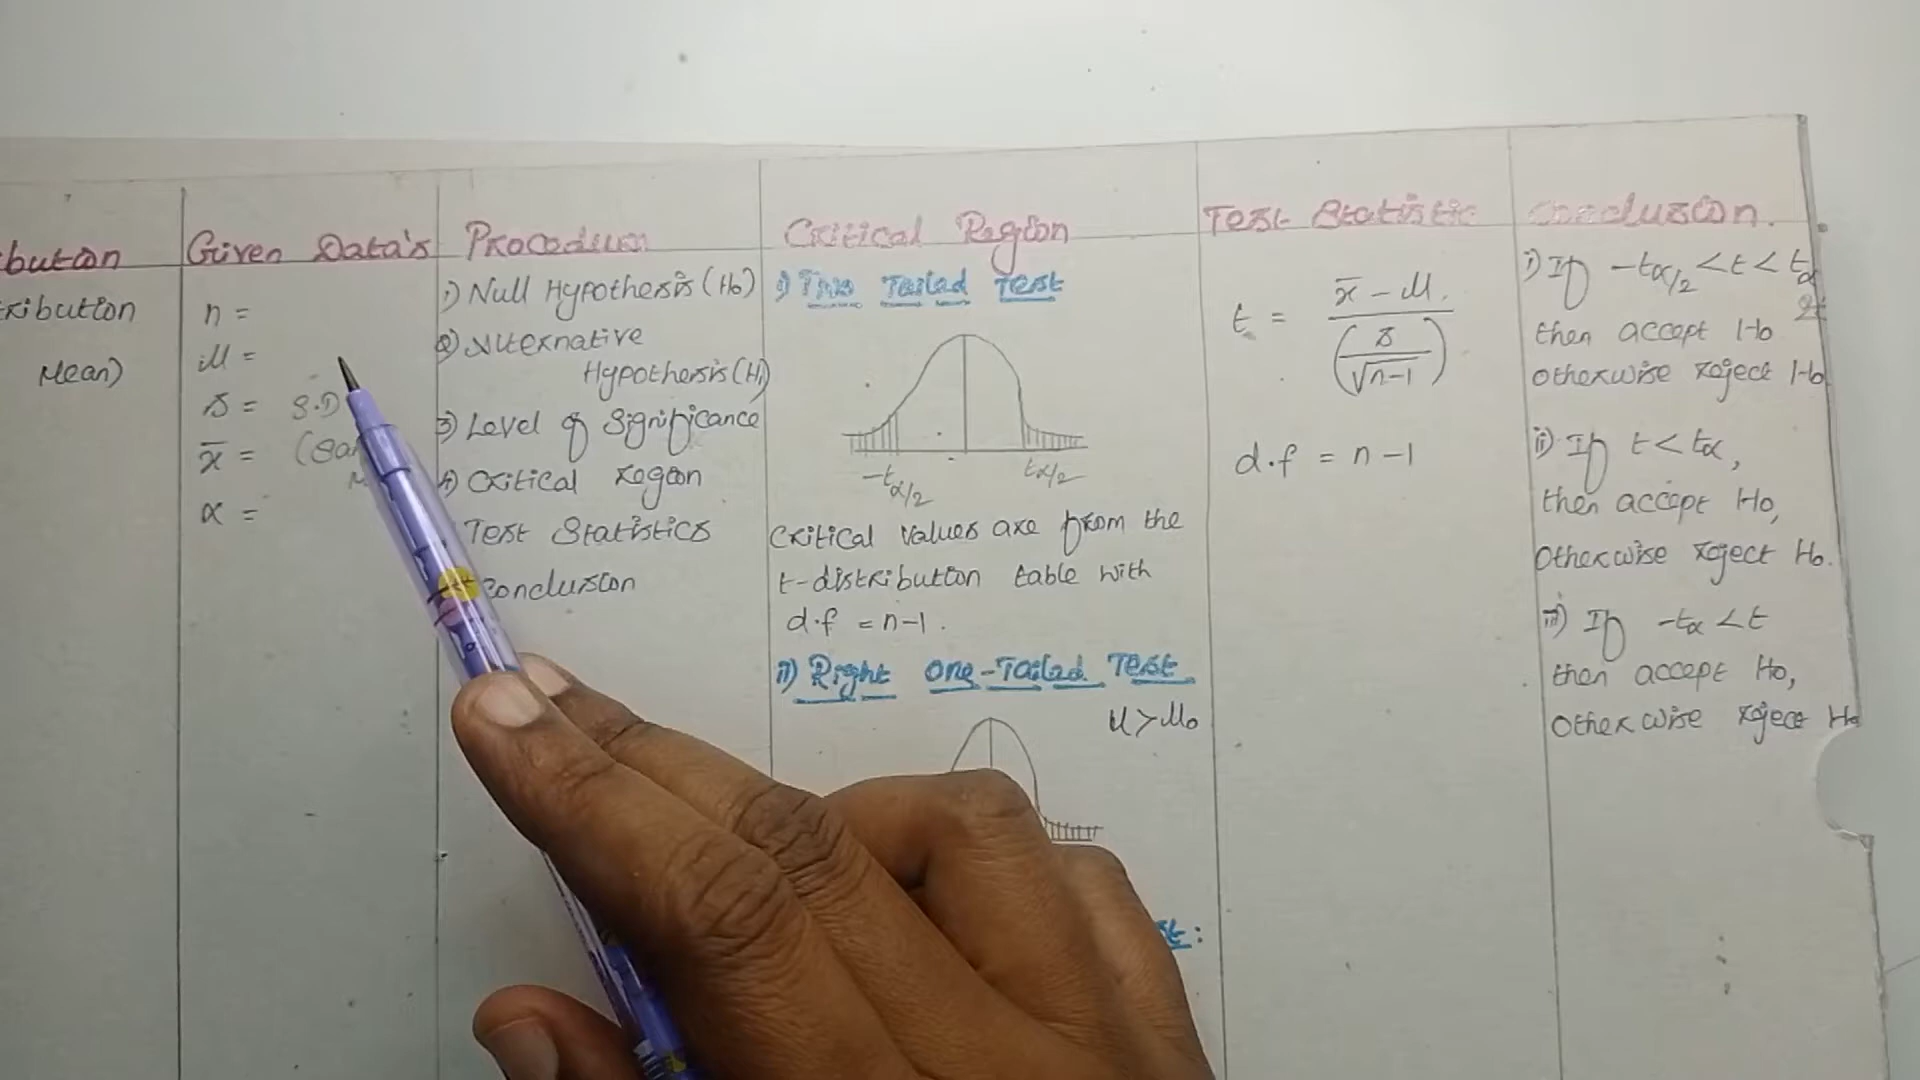 bution
ribution
Mean)
Given Data's
n =
μ =
s = S.D
x̄ =
α =
Procedure
1) Null Hypothesis (H0)
2) Alternative
Hypothesis (H1)
3) Level of Significance
4) Critical region
Test Statistics
Conclusion
Critical Region
i) Two Tailed Test
-tα/2
tα/2
Critical values are from the
t-distribution table with
d.f = n-1.
ii) Right One-Tailed Test
μ > μ0
st:
Test Statistic
t = x̄ - μ / (s / √n-1)
d.f = n-1
Conclusion.
i) If -tα/2 < t < tα/2
then accept H0
otherwise reject H0
ii) If t < tα,
then accept H0,
Otherwise reject H0.
iii) If -tα < t
then accept H0,
Otherwise reject H0